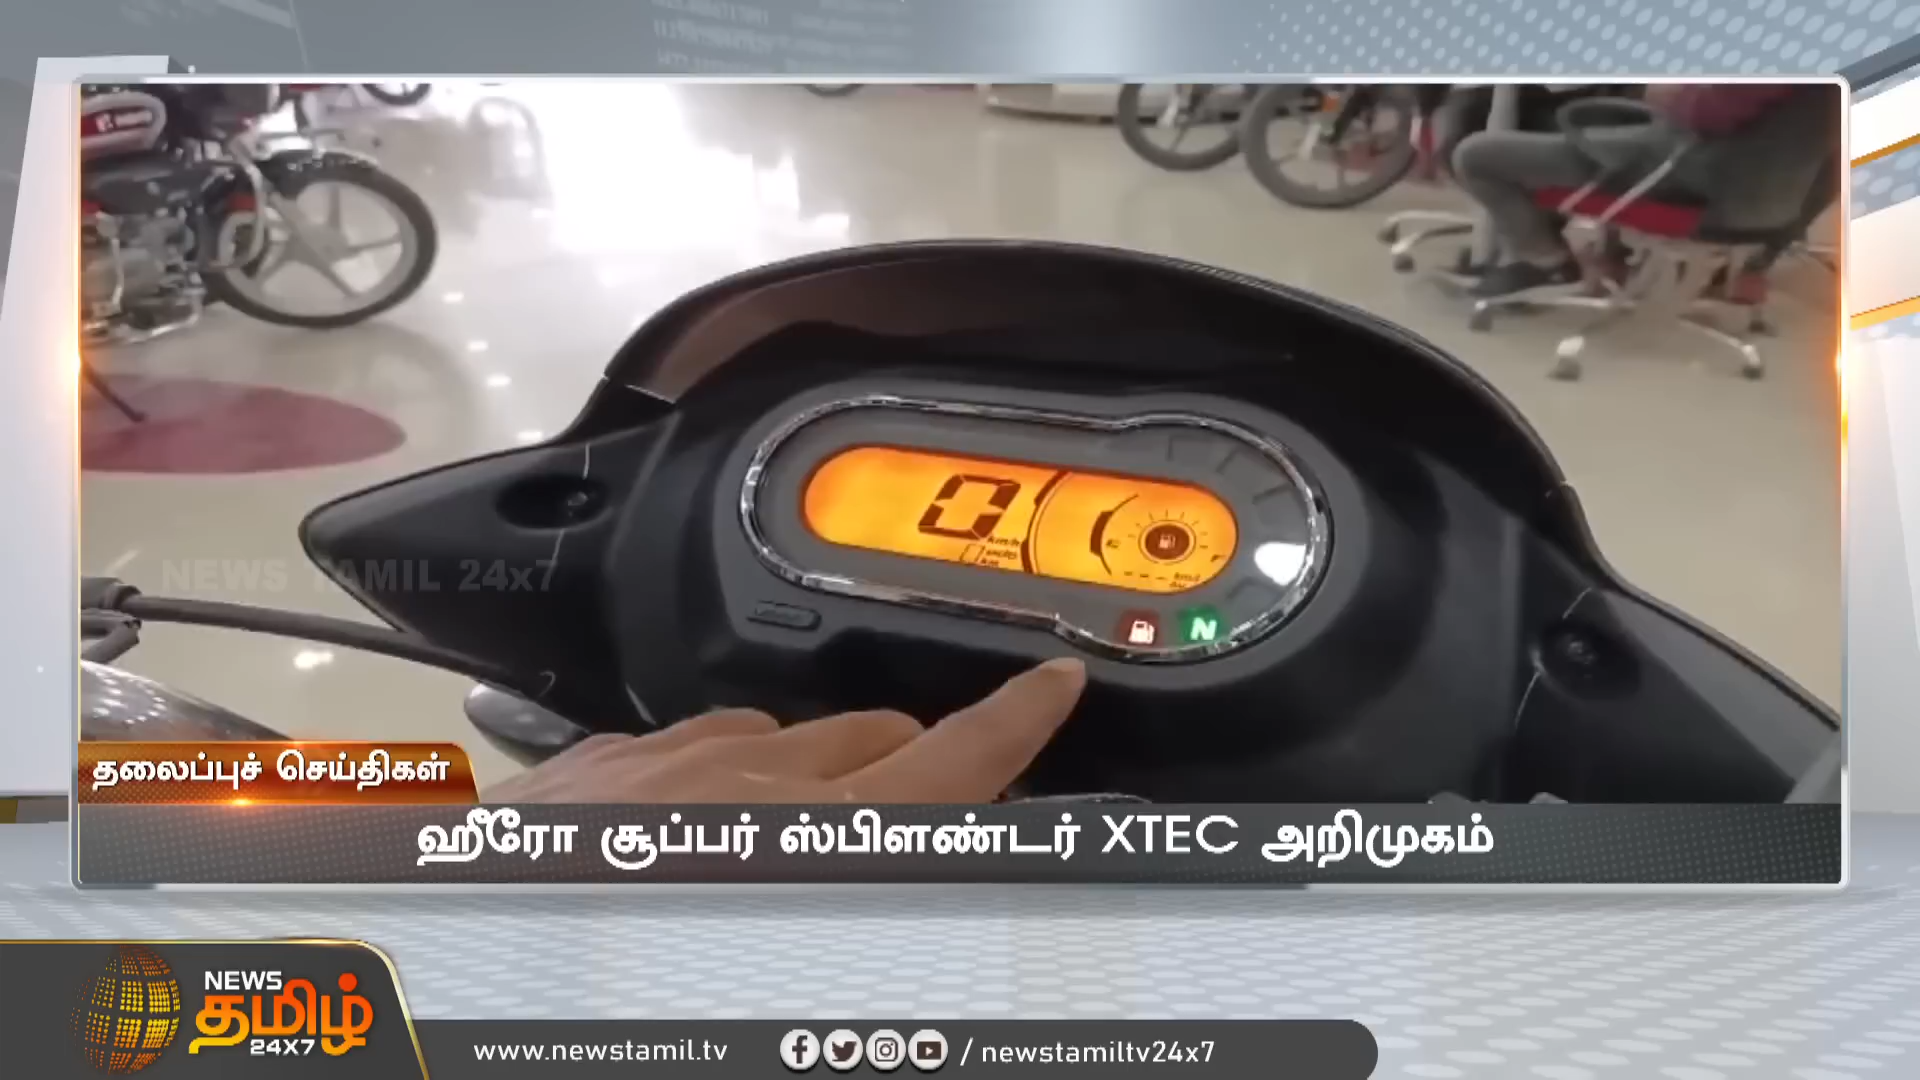 0
km/h
E
N
NEWS TAMIL 24x7
தலைப்புச் செய்திகள்
ஹீரோ சூப்பர் ஸ்பிளண்டர் XTEC அறிமுகம்
NEWS
தமிழ்
24X7
www.newstamil.tv
/ newstamiltv24x7